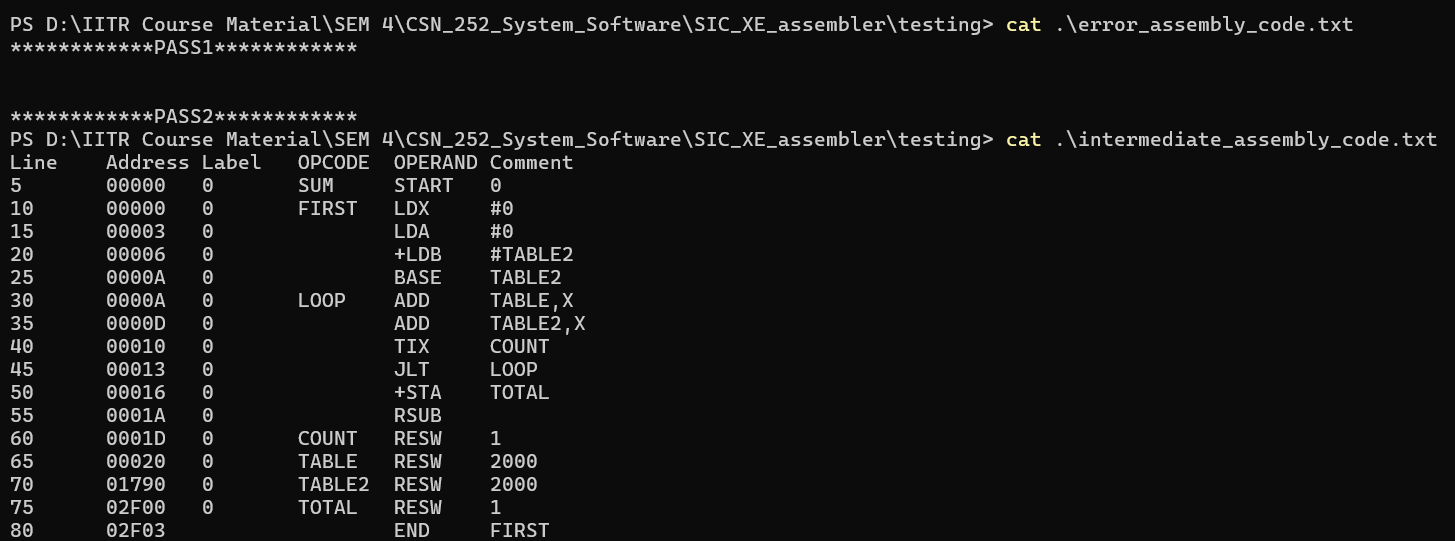 PS D:\IITR Course Material\SEM 4\CSN_252_System_Software\SIC_XE_assembler\testing> cat .\error_assembly_code.txt
************PASS1************
************PASS2************
PS D:\IITR Course Material\SEM 4\CSN_252_System_Software\SIC_XE_assembler\testing> cat .\intermediate_assembly_code.txt
Line    Address Label   OPCODE  OPERAND Comment
5       00000   0       SUM     START   0
10      00000   0       FIRST   LDX     #0
15      00003   0               LDA     #0
20      00006   0               +LDB    #TABLE2
25      0000A   0               BASE    TABLE2
30      0000A   0       LOOP    ADD     TABLE,X
35      0000D   0               ADD     TABLE2,X
40      00010   0               TIX     COUNT
45      00013   0               JLT     LOOP
50      00016   0               +STA    TOTAL
55      0001A   0               RSUB
60      0001D   0       COUNT   RESW    1
65      00020   0       TABLE   RESW    2000
70      01790   0       TABLE2  RESW    2000
75      02F00   0       TOTAL   RESW    1
80      02F03                   END     FIRST